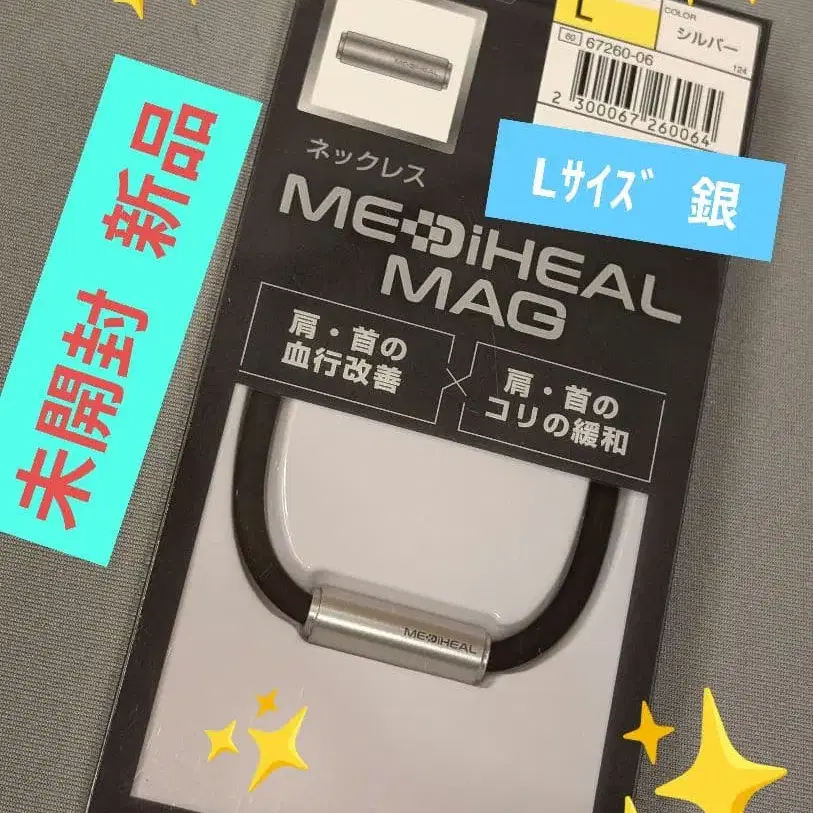 L
COLOR
シルバー
60 67260-06
124
2 300067 260064
MEDiHEAL
未開封 新品
Lｻｲｽﾞ 銀
ネックレス
MEDiHEAL
MAG
肩・首の
血行改善
×
肩・首の
コリの緩和
MEDiHEAL